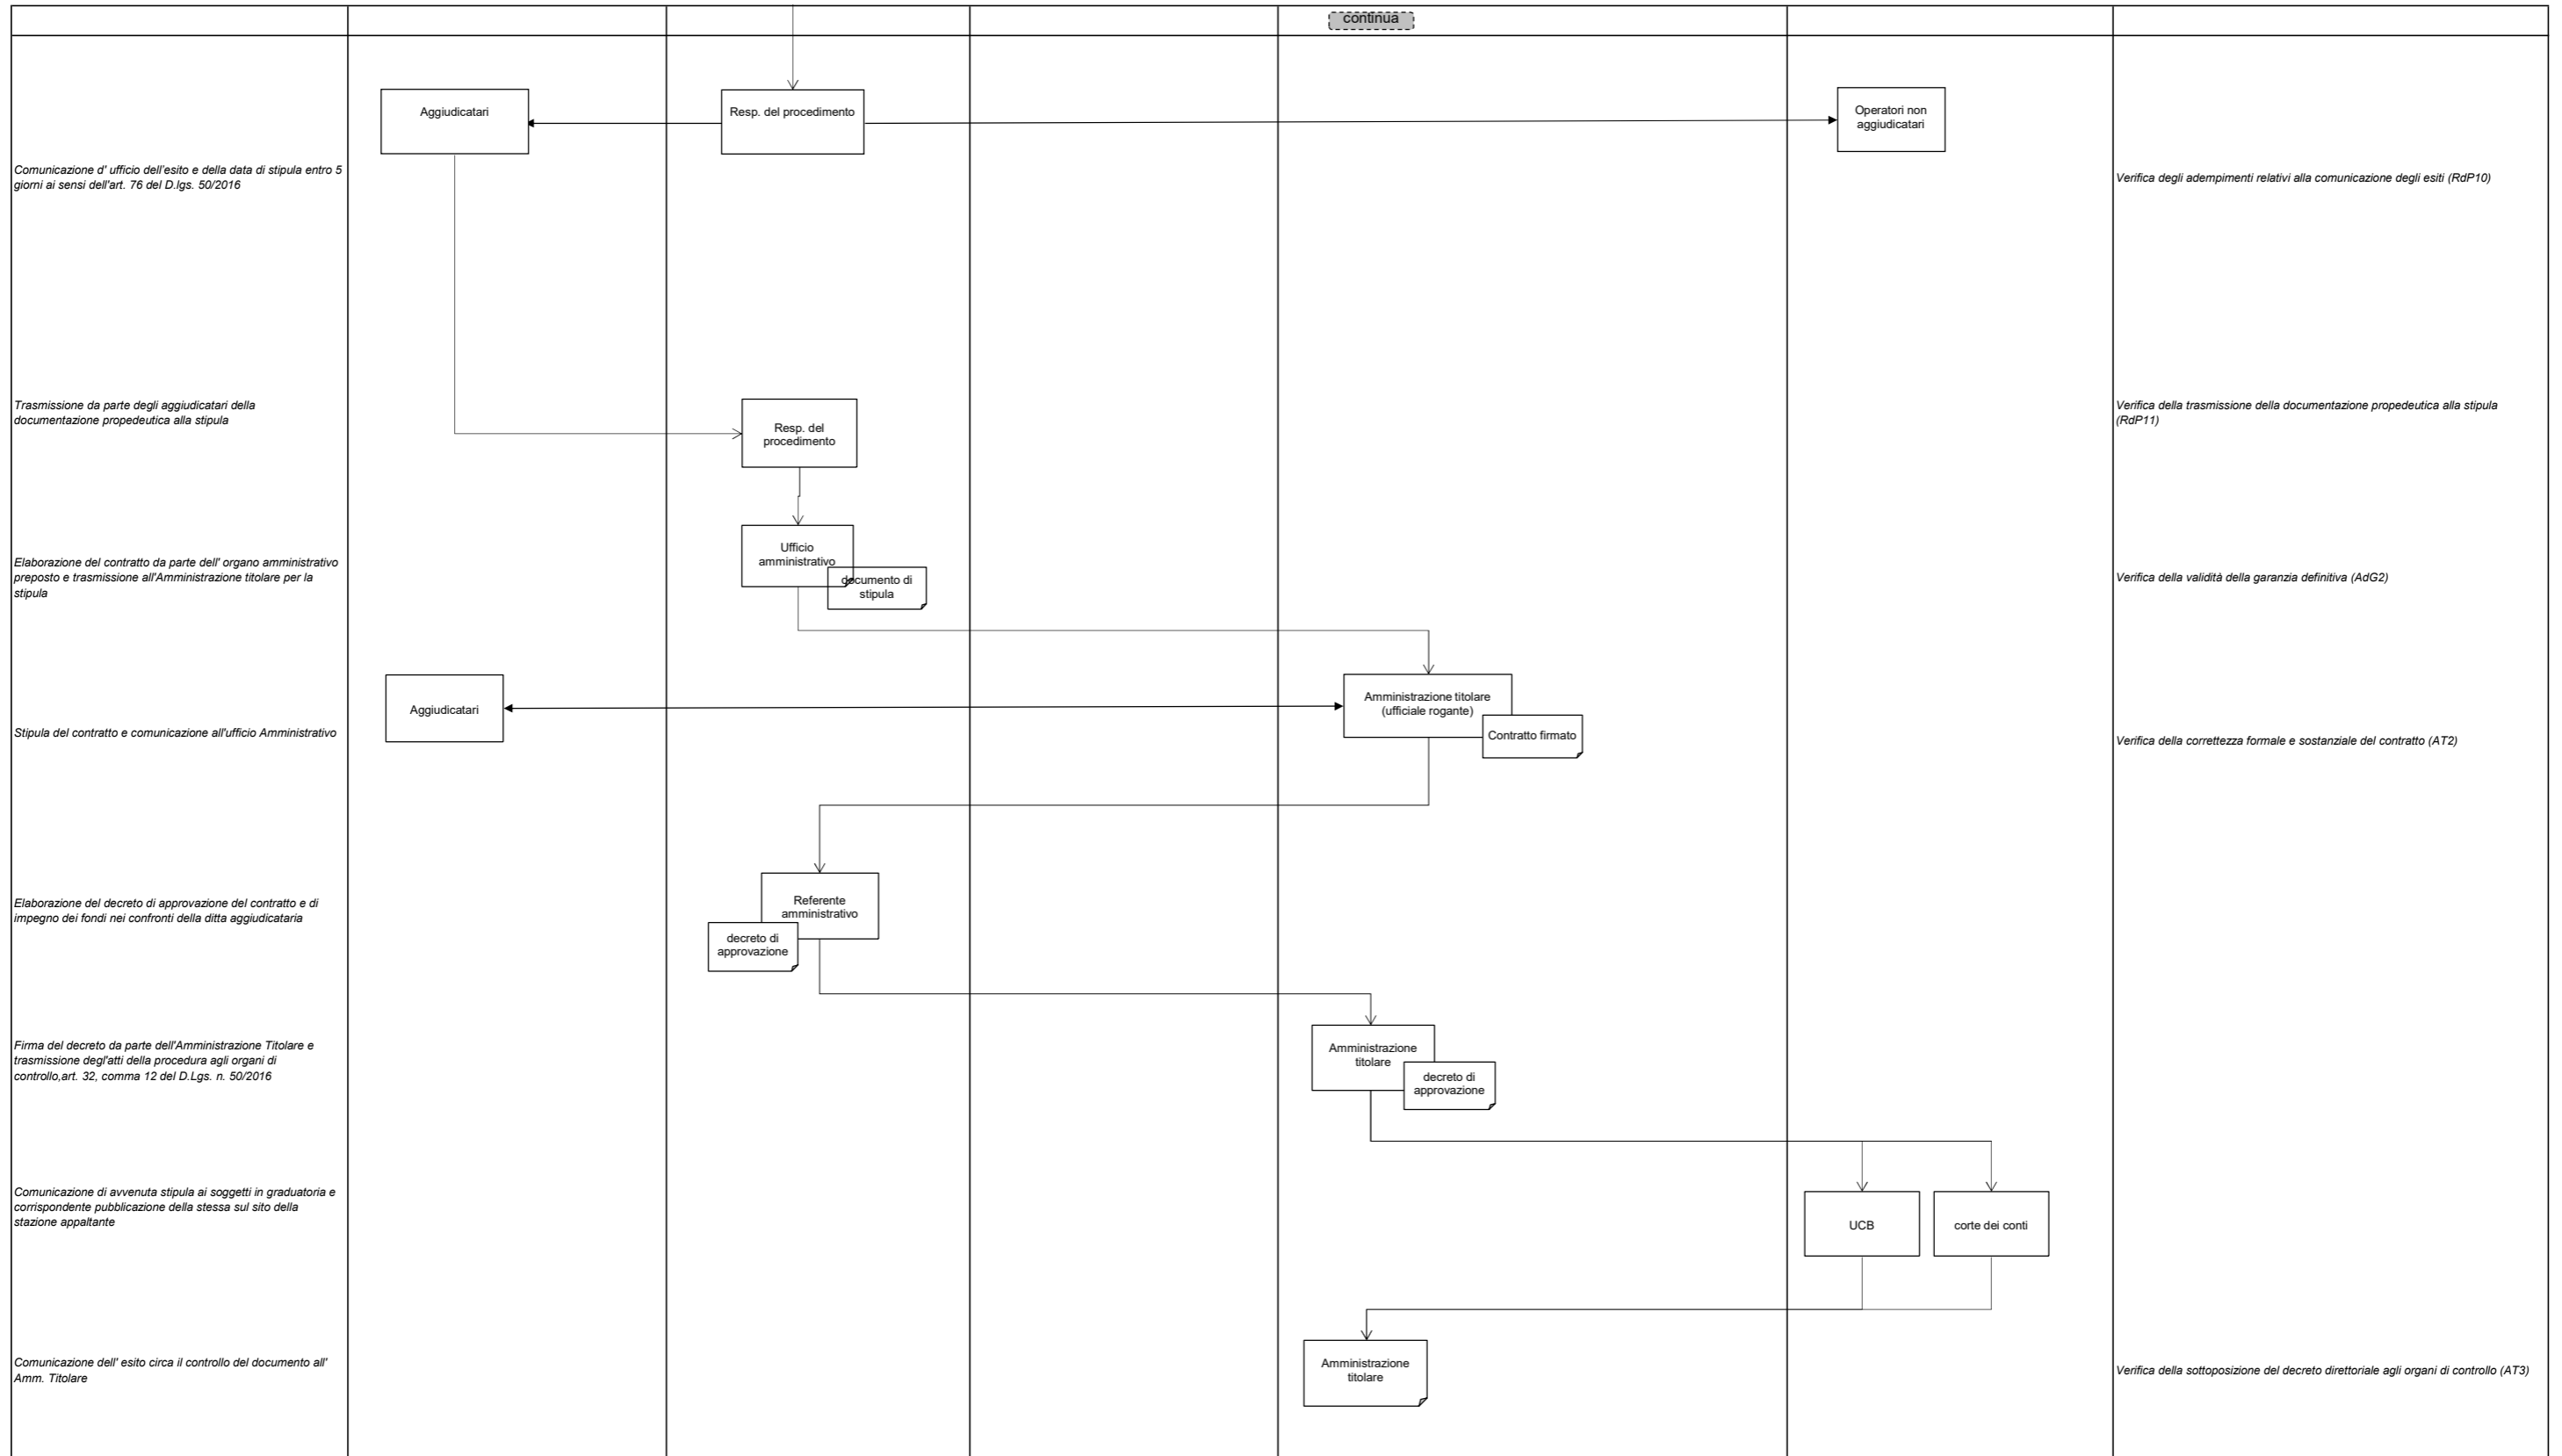 continua
Aggiudicatari
Resp. del procedimento
Operatori non
aggiudicatari
Comunicazione d' ufficio dell'esito e della data di stipula entro 5
giorni ai sensi dell'art. 76 del D.lgs. 50/2016
Verifica degli adempimenti relativi alla comunicazione degli esiti (RdP10)
Trasmissione da parte degli aggiudicatari della
documentazione propedeutica alla stipula
Resp. del
procedimento
Verifica della trasmissione della documentazione propedeutica alla stipula
(RdP11)
Elaborazione del contratto da parte dell' organo amministrativo
preposto e trasmissione all'Amministrazione titolare per la
stipula
Ufficio
amministrativo
documento di
stipula
Verifica della validità della garanzia definitiva (AdG2)
Stipula del contratto e comunicazione all'ufficio Amministrativo
Aggiudicatari
Amministrazione titolare
(ufficiale rogante)
Contratto firmato
Verifica della correttezza formale e sostanziale del contratto (AT2)
Elaborazione del decreto di approvazione del contratto e di
impegno dei fondi nei confronti della ditta aggiudicataria
Referente
amministrativo
decreto di
approvazione
Firma del decreto da parte dell'Amministrazione Titolare e
trasmissione degl'atti della procedura agli organi di
controllo,art. 32, comma 12 del D.Lgs. n. 50/2016
Amministrazione
titolare
decreto di
approvazione
Comunicazione di avvenuta stipula ai soggetti in graduatoria e
corrispondente pubblicazione della stessa sul sito della
stazione appaltante
UCB
corte dei conti
Comunicazione dell' esito circa il controllo del documento all'
Amm. Titolare
Amministrazione
titolare
Verifica della sottoposizione del decreto direttoriale agli organi di controllo (AT3)